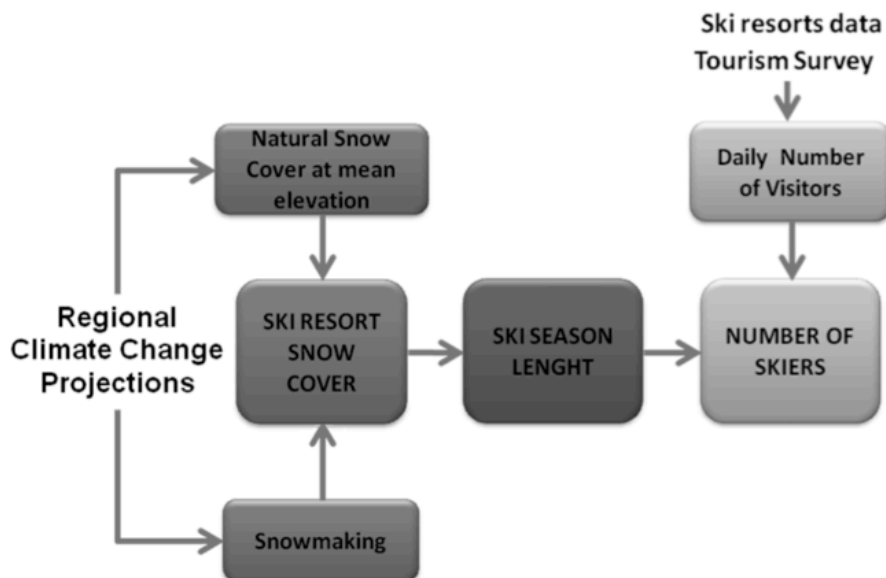 Ski resorts data
Tourism Survey
Natural Snow
Cover at mean
elevation
Daily Number
of Visitors
Regional
Climate Change
Projections
SKI RESORT
SNOW
COVER
SKI SEASON
LENGHT
NUMBER OF
SKIERS
Snowmaking